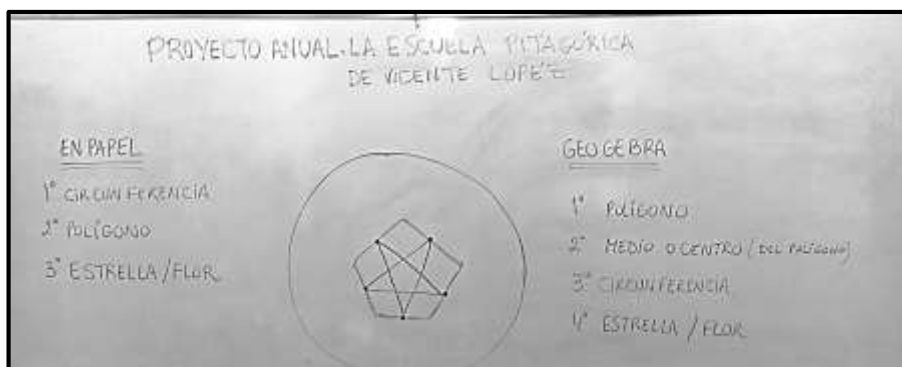 PROYECTO ANUAL. LA ESCUELA PITAGÓRICA
DE VICENTE LOPEZ
EN PAPEL
1° CIRCUNFERENCIA
2° POLÍGONO
3° ESTRELLA / FLOR
GEOGEBRA
1° POLÍGONO
2° MEDIO O CENTRO (DEL POLÍGONO)
3° CIRCUNFERENCIA
4° ESTRELLA / FLOR